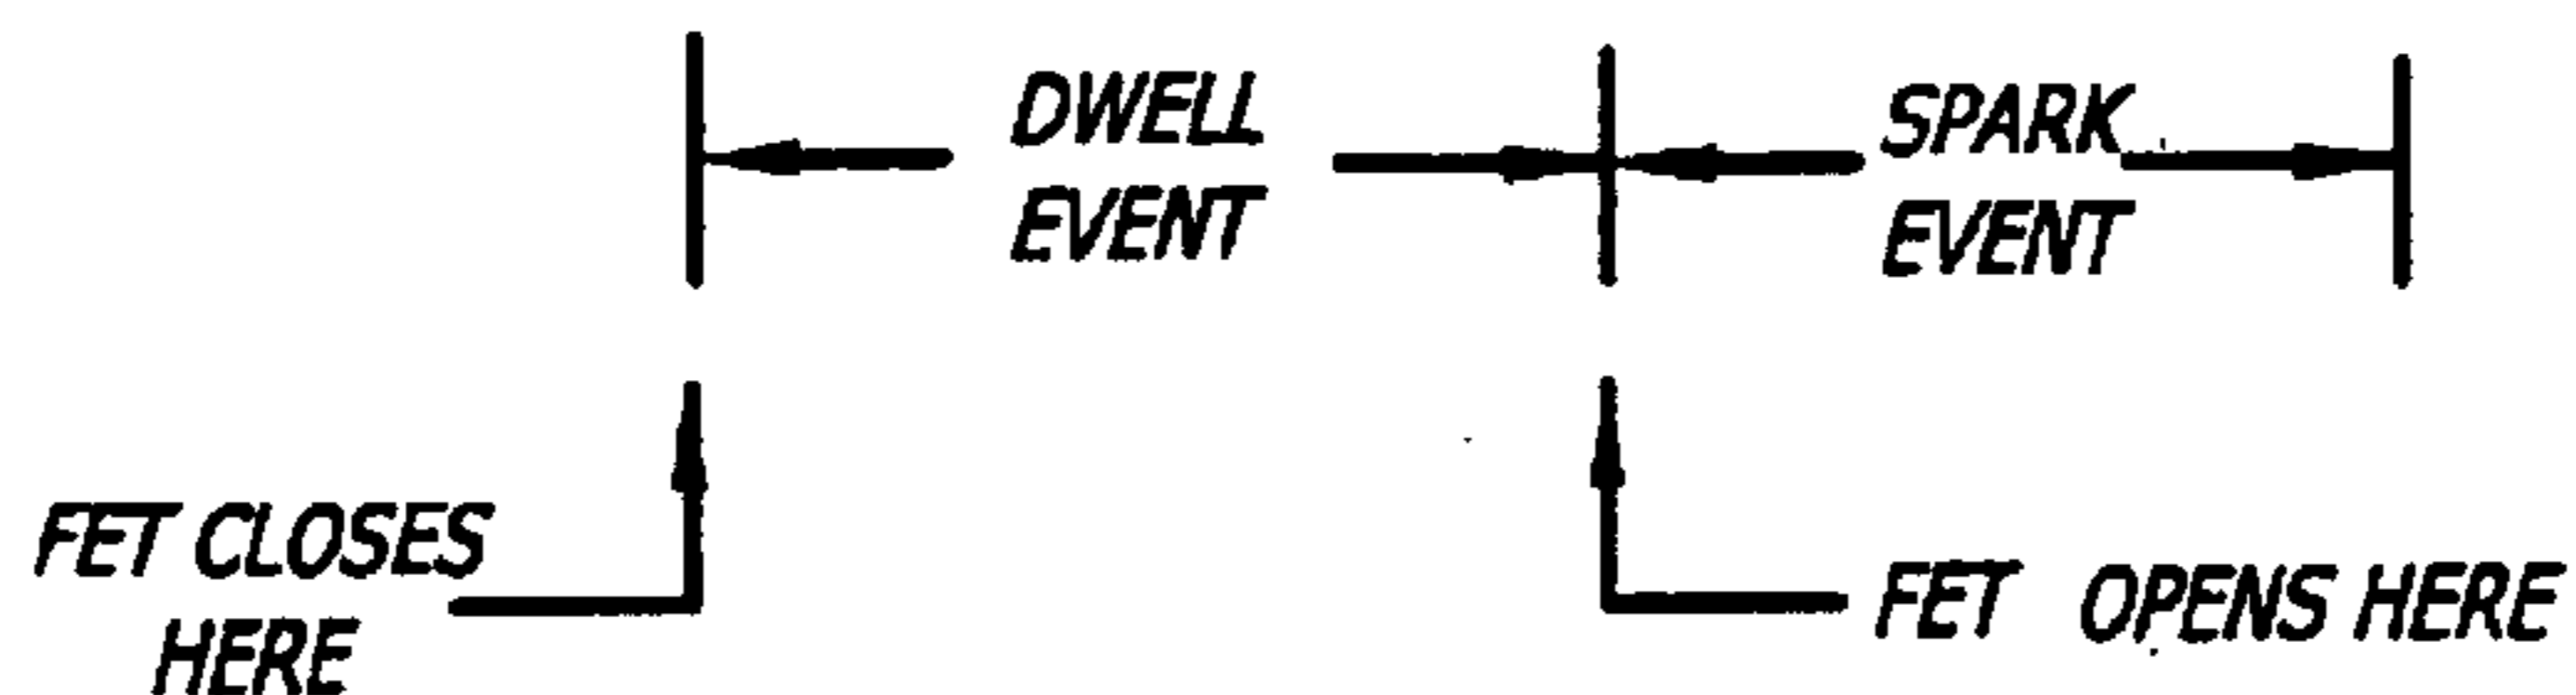 DWELL
EVENT
SPARK
EVENT
FET CLOSES
HERE
FET OPENS HERE